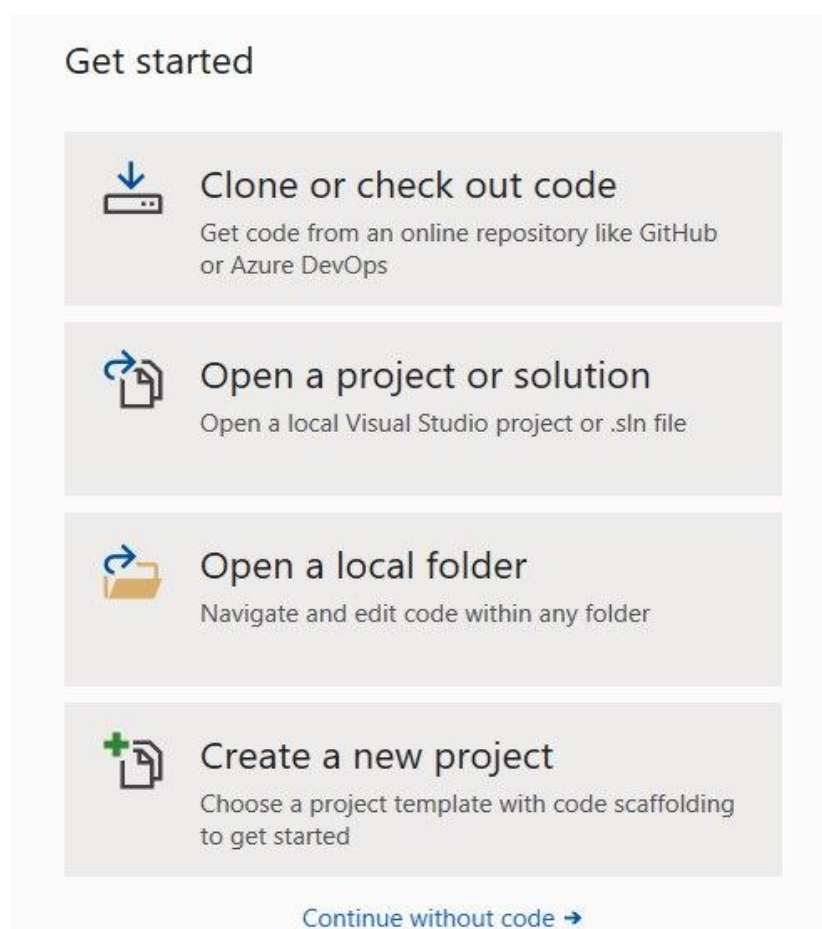 Get started
Clone or check out code
Get code from an online repository like GitHub
or Azure DevOps
Open a project or solution
Open a local Visual Studio project or .sln file
Open a local folder
Navigate and edit code within any folder
Create a new project
Choose a project template with code scaffolding
to get started
Continue without code →